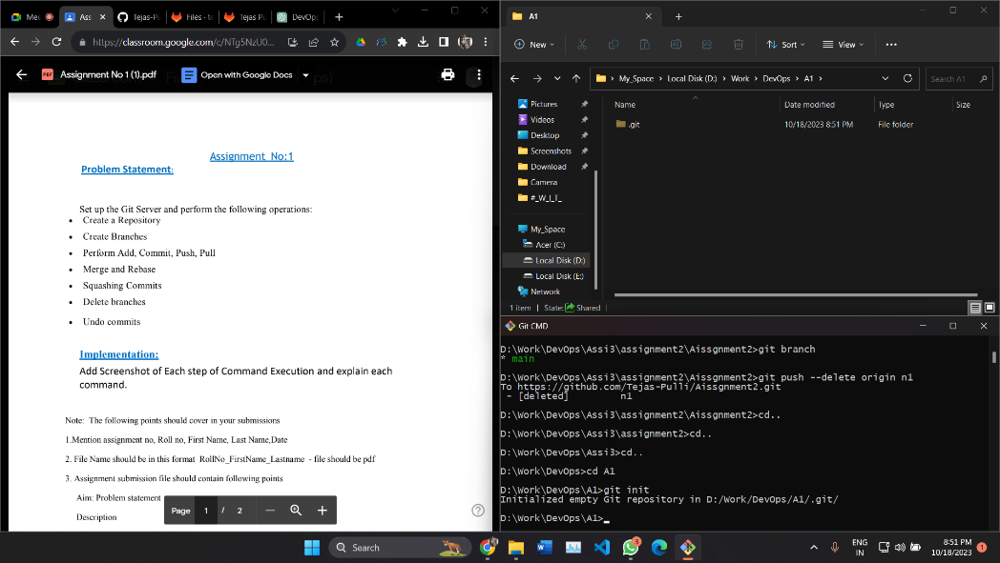 Me
Ass
Tejas-Pu
Files · te
Tejas Pu
DevOp
https://classroom.google.com/c/NTg5NzU0...
Assignment No 1 (1).pdf
Open with Google Docs
Assignment No:1
Problem Statement:
Set up the Git Server and perform the following operations:
• Create a Repository
• Create Branches
• Perform Add, Commit, Push, Pull
• Merge and Rebase
• Squashing Commits
• Delete branches
• Undo commits
Implementation:
Add Screenshot of Each step of Command Execution and explain each
command.
Note: The following points should cover in your submissions
1.Mention assignment no, Roll no, First Name, Last Name,Date
2. File Name should be in this format RollNo_FirstName_Lastname - file should be pdf
3. Assignment submission file should contain following points
Aim: Problem statement
Description
Page 1 / 2
A1
New
Sort
View
My_Space > Local Disk (D:) > Work > DevOps > A1 >
Search A1
Pictures
Videos
Desktop
Screenshots
Download
Camera
#_W_I_T_
My_Space
Acer (C:)
Local Disk (D:)
Local Disk (E:)
Network
Name Date modified Type Size
.git 10/18/2023 8:51 PM File folder
1 item | State: Shared |
Git CMD
D:\Work\DevOps\Assi3\assignment2\Aissgnment2>git branch
* main
D:\Work\DevOps\Assi3\assignment2\Aissgnment2>git push --delete origin n1
To https://github.com/Tejas-Pulli/Aissgnment2.git
- [deleted] n1
D:\Work\DevOps\Assi3\assignment2\Aissgnment2>cd..
D:\Work\DevOps\Assi3\assignment2>cd..
D:\Work\DevOps\Assi3>cd..
D:\Work\DevOps>cd A1
D:\Work\DevOps\A1>git init
Initialized empty Git repository in D:/Work/DevOps/A1/.git/
D:\Work\DevOps\A1>_
Search
3
ENG
IN
8:51 PM
10/18/2023
1